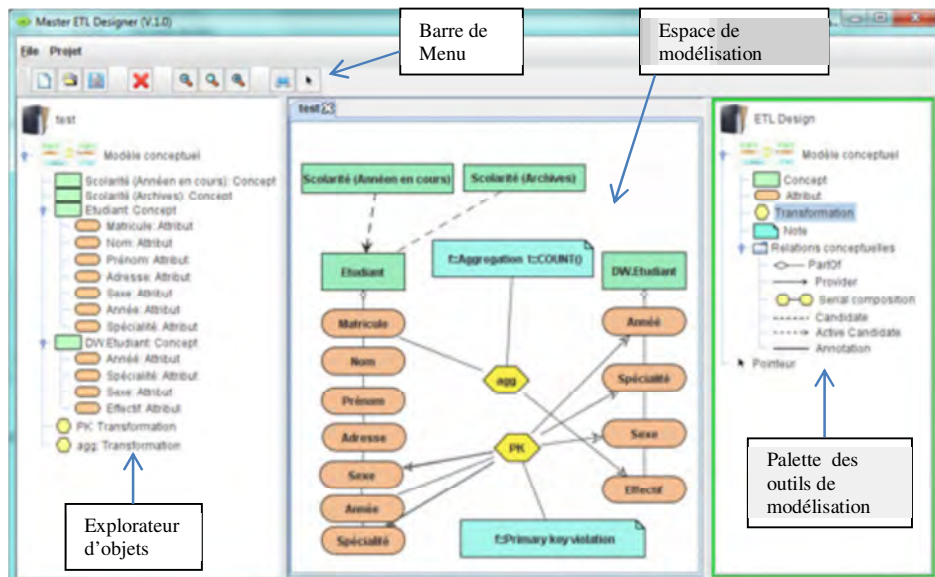 Master ETL Designer (V.1.0)
File Projet
Barre de
Menu
Espace de
modélisation
test
Modèle conceptuel
Scolarité (Annéen en cours): Concept
Scolarité (Archives): Concept
Etudiant: Concept
Matricule: Attribut
Nom: Attribut
Prénom: Attribut
Adresse: Attribut
Sexe: Attribut
Année: Attribut
Spécialité: Attribut
DW.Etudiant: Concept
Anneé: Attribut
Spécialité: Attribut
Sexe: Attribut
Effectif: Attribut
PK: Transformation
agg: Transformation
Explorateur
d’objets
test
Scolarité (Annéen en cours)
Scolarité (Archives)
Etudiant
f::Aggregation t::COUNT()
DW.Etudiant
Matricule
Nom
Prénom
Adresse
Sexe
Année
Spécialité
agg
PK
Anneé
Spécialité
Sexe
Effectif
f::Primary key violation
ETL Design
Modèle conceptuel
Concept
Attribut
Transformation
Note
Relations conceptuelles
PartOf
Provider
Serial composition
Candidate
Active Candidate
Annotation
Pointeur
Palette des
outils de
modélisation